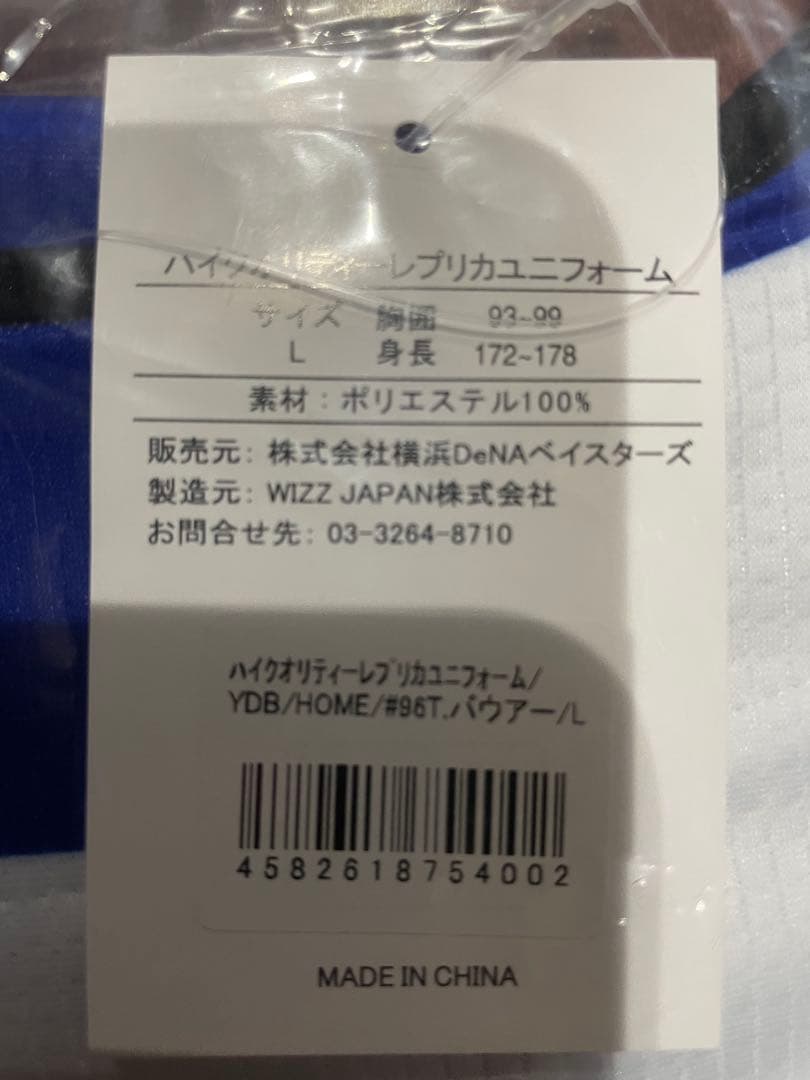 ハイクオリティーレプリカユニフォーム
サイズ 胸囲 93~99
L 身長 172~178
素材：ポリエステル100%
販売元: 株式会社横浜DeNAベイスターズ
製造元: WIZZ JAPAN株式会社
お問合せ先: 03-3264-8710
ﾊｲｸｵﾘﾃｨｰﾚﾌﾟﾘｶﾕﾆﾌｫｰﾑ/
YDB/HOME/#96T.バウアー/L
4582618754002
MADE IN CHINA